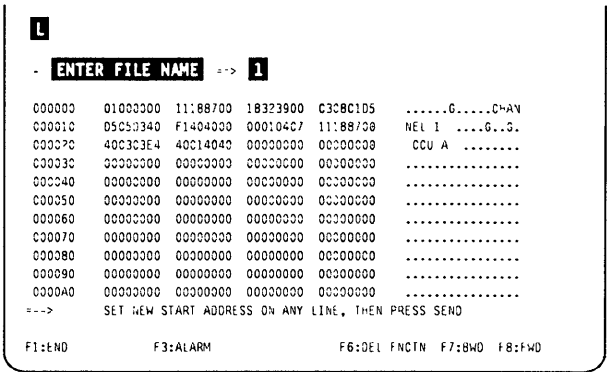 L
- ENTER FILE NAME ==> 1
000000 01000000 11188700 18323900 C3C8C1D5 ......G.....CHAN
000010 D5C5D340 F1404000 000104C7 11188700 NEL 1 ....G..G.
000020 40C3C3E4 40C14040 00000000 00000000 CCU A ........
000030 00000000 00000000 00000000 00000000 ................
000040 00000000 00000000 00000000 00000000 ................
000050 00000000 00000000 00000000 00000000 ................
000060 00000000 00000000 00000000 00000000 ................
000070 00000000 00000000 00000000 00000000 ................
000080 00000000 00000000 00000000 00000000 ................
000090 00000000 00000000 00000000 00000000 ................
0000A0 00000000 00000000 00000000 00000000 ................
===> SET NEW START ADDRESS ON ANY LINE, THEN PRESS SEND
F1:END F3:ALARM F6:DEL FNCTN F7:BWD F8:FWD